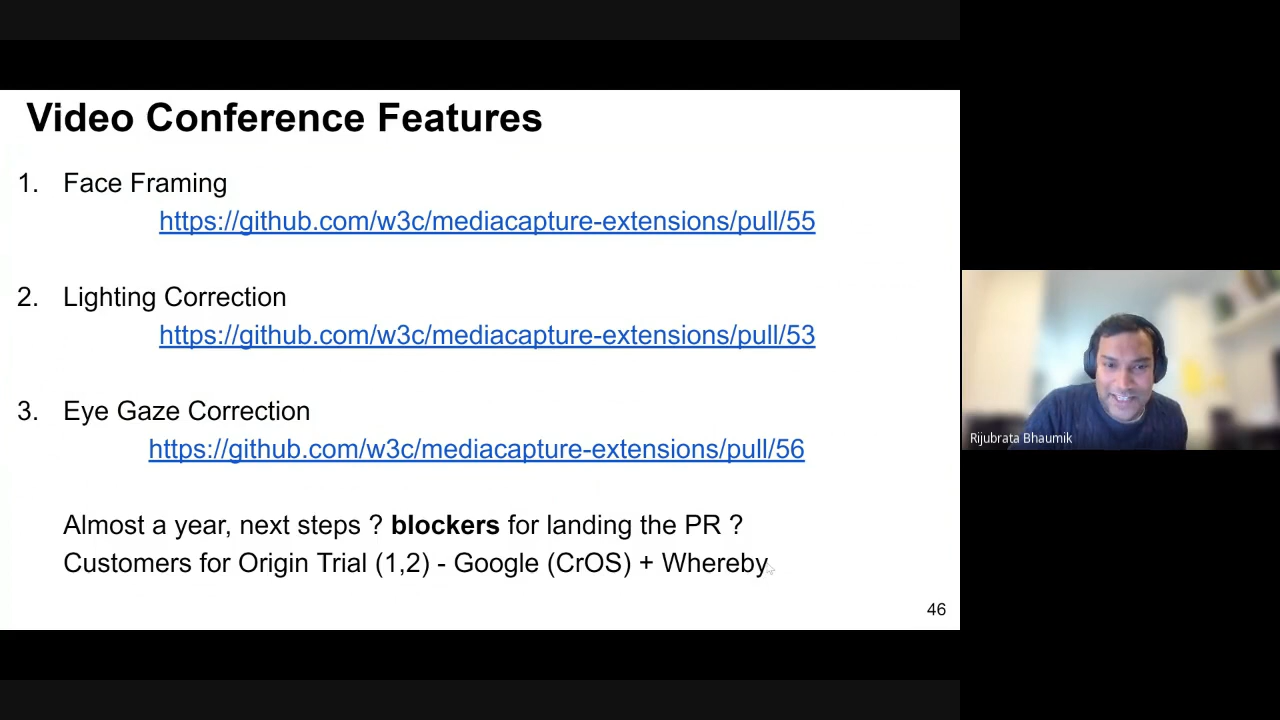 Video Conference Features
1. Face Framing
https://github.com/w3c/mediacapture-extensions/pull/55
2. Lighting Correction
https://github.com/w3c/mediacapture-extensions/pull/53
3. Eye Gaze Correction
https://github.com/w3c/mediacapture-extensions/pull/56
Almost a year, next steps ? blockers for landing the PR ?
Customers for Origin Trial (1,2) - Google (CrOS) + Whereby
46
Rijubrata Bhaumik